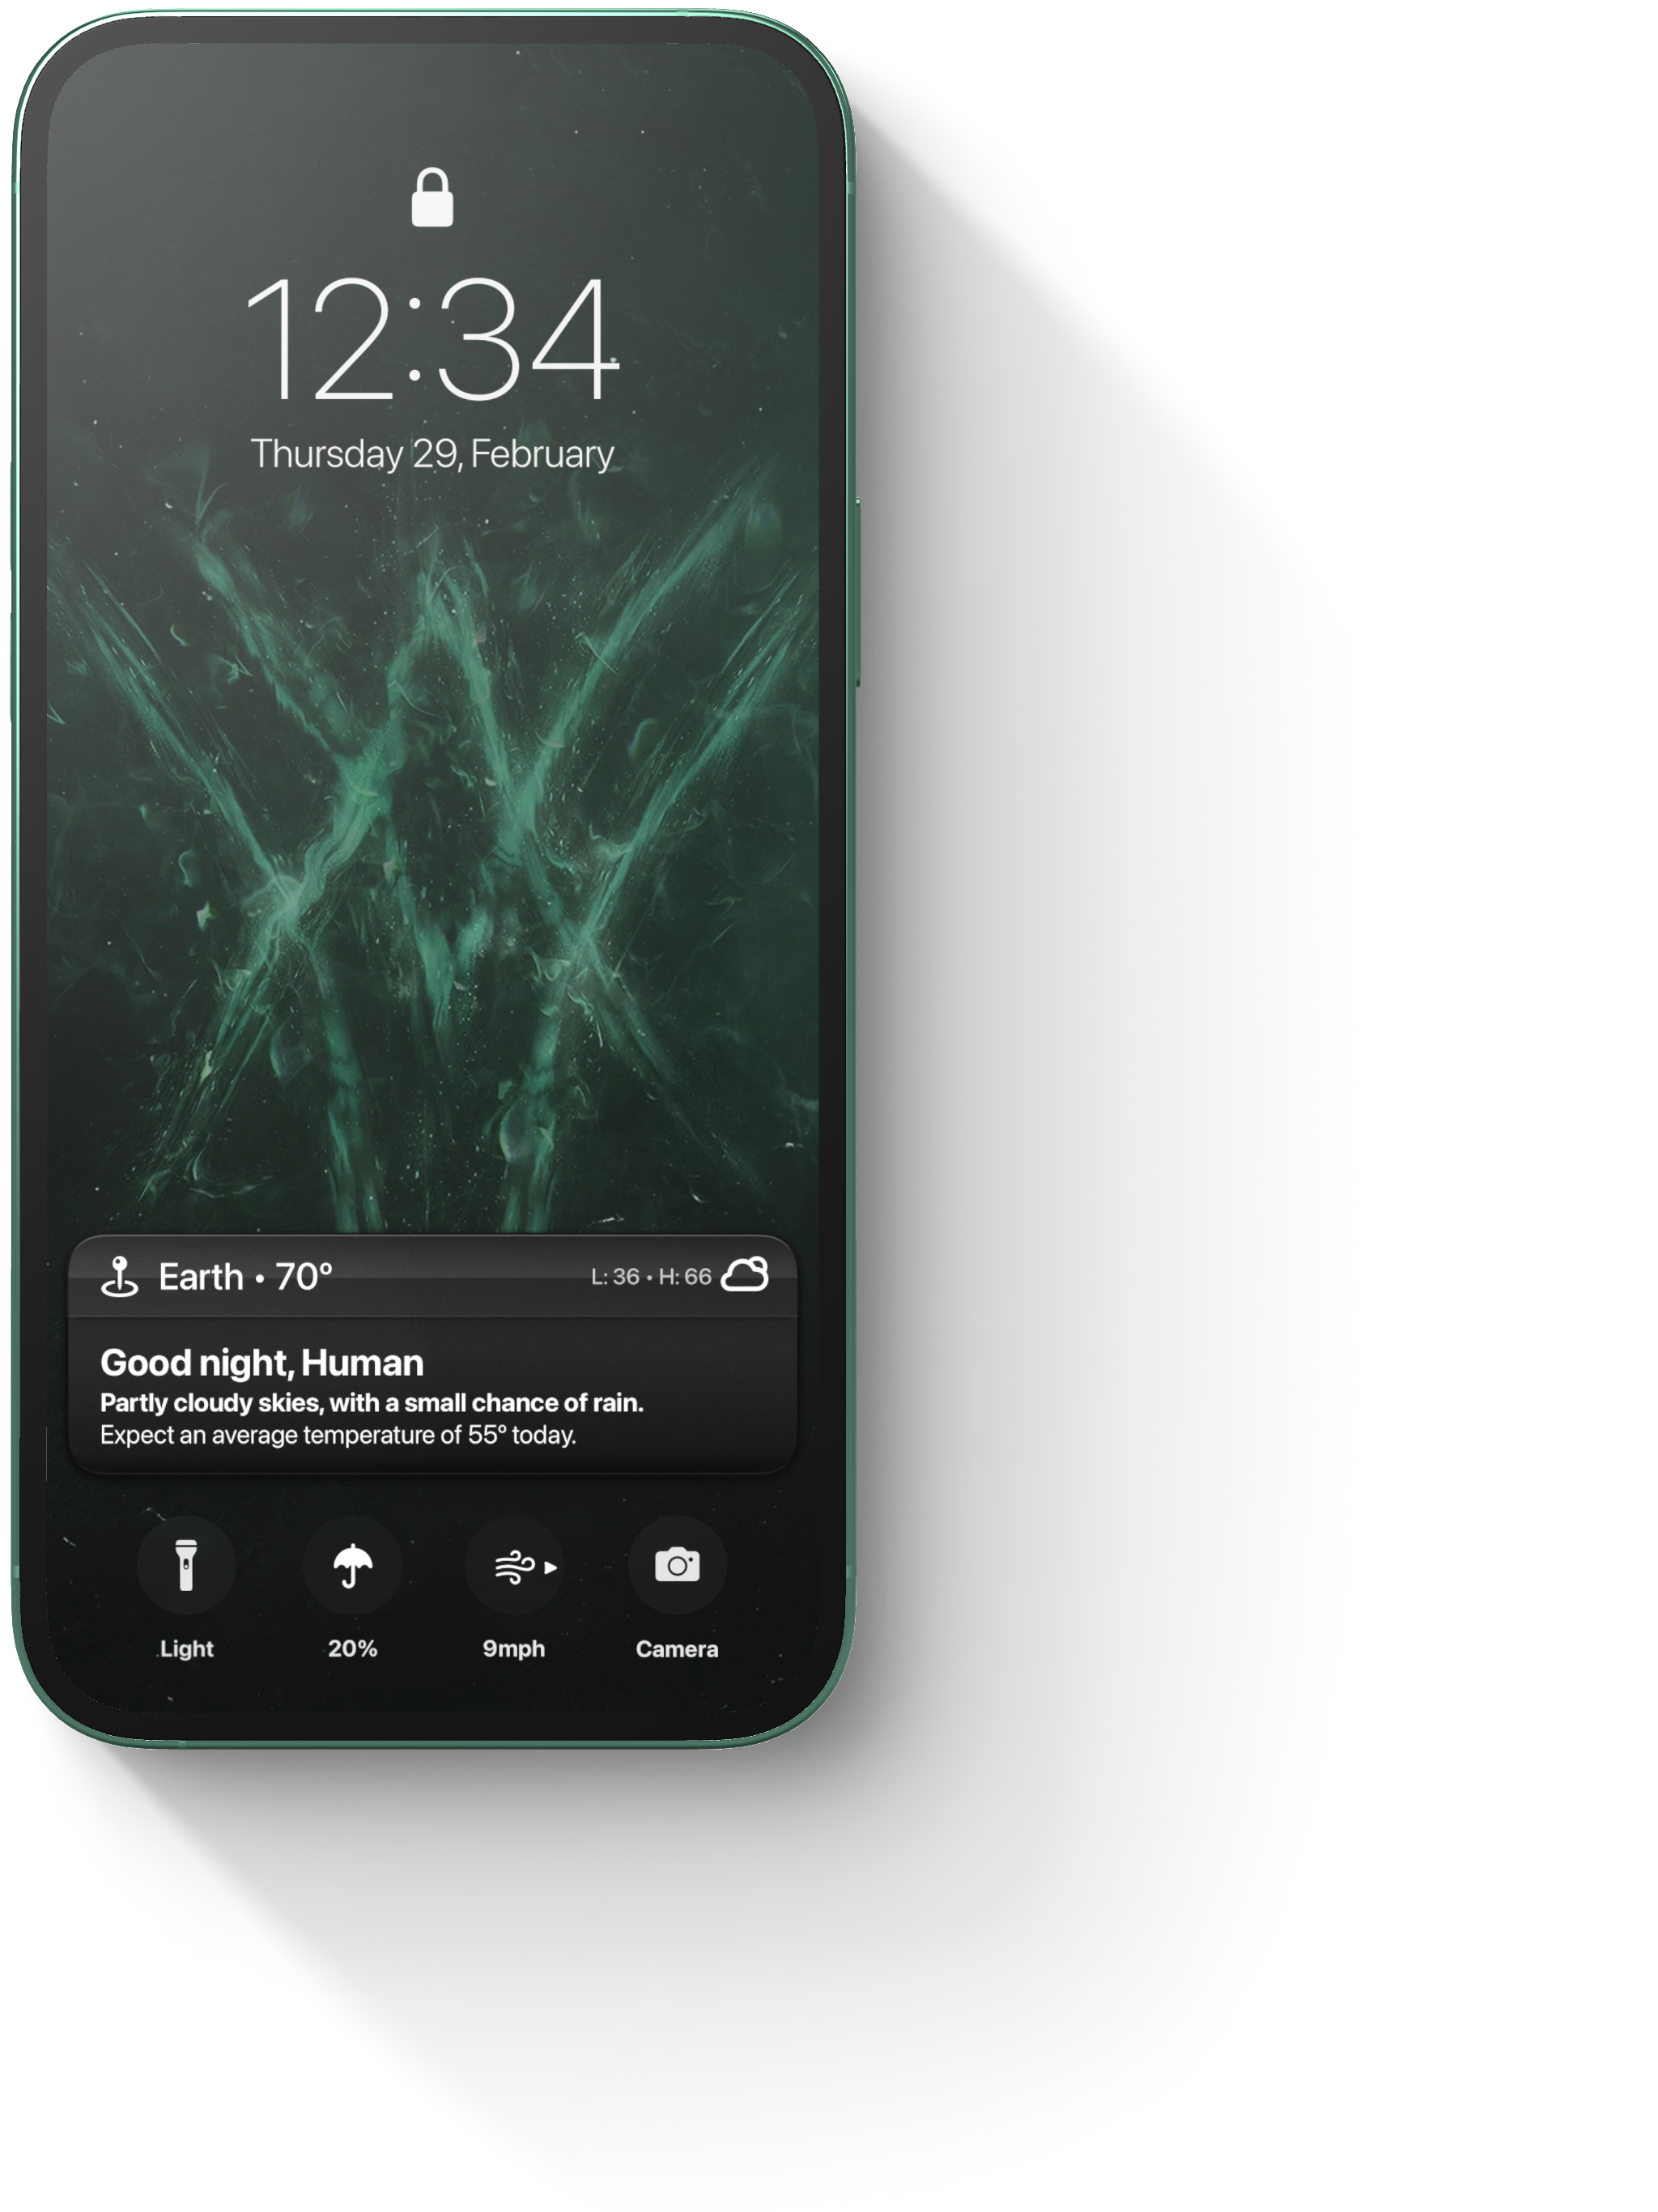 12:34
Thursday 29, February
Earth • 70°
L: 36 • H: 66
Good night, Human
Partly cloudy skies, with a small chance of rain.
Expect an average temperature of 55° today.
Light
20%
9mph
Camera